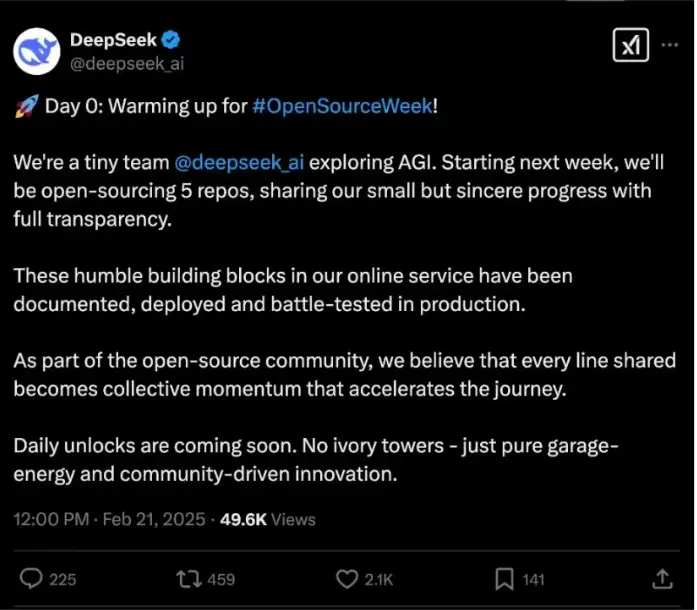 DeepSeek
@deepseek_ai
🚀 Day 0: Warming up for #OpenSourceWeek!
We're a tiny team @deepseek_ai exploring AGI. Starting next week, we'll
be open-sourcing 5 repos, sharing our small but sincere progress with
full transparency.
These humble building blocks in our online service have been
documented, deployed and battle-tested in production.
As part of the open-source community, we believe that every line shared
becomes collective momentum that accelerates the journey.
Daily unlocks are coming soon. No ivory towers - just pure garage-
energy and community-driven innovation.
12:00 PM · Feb 21, 2025 · 49.6K Views
225 459 2.1K 141